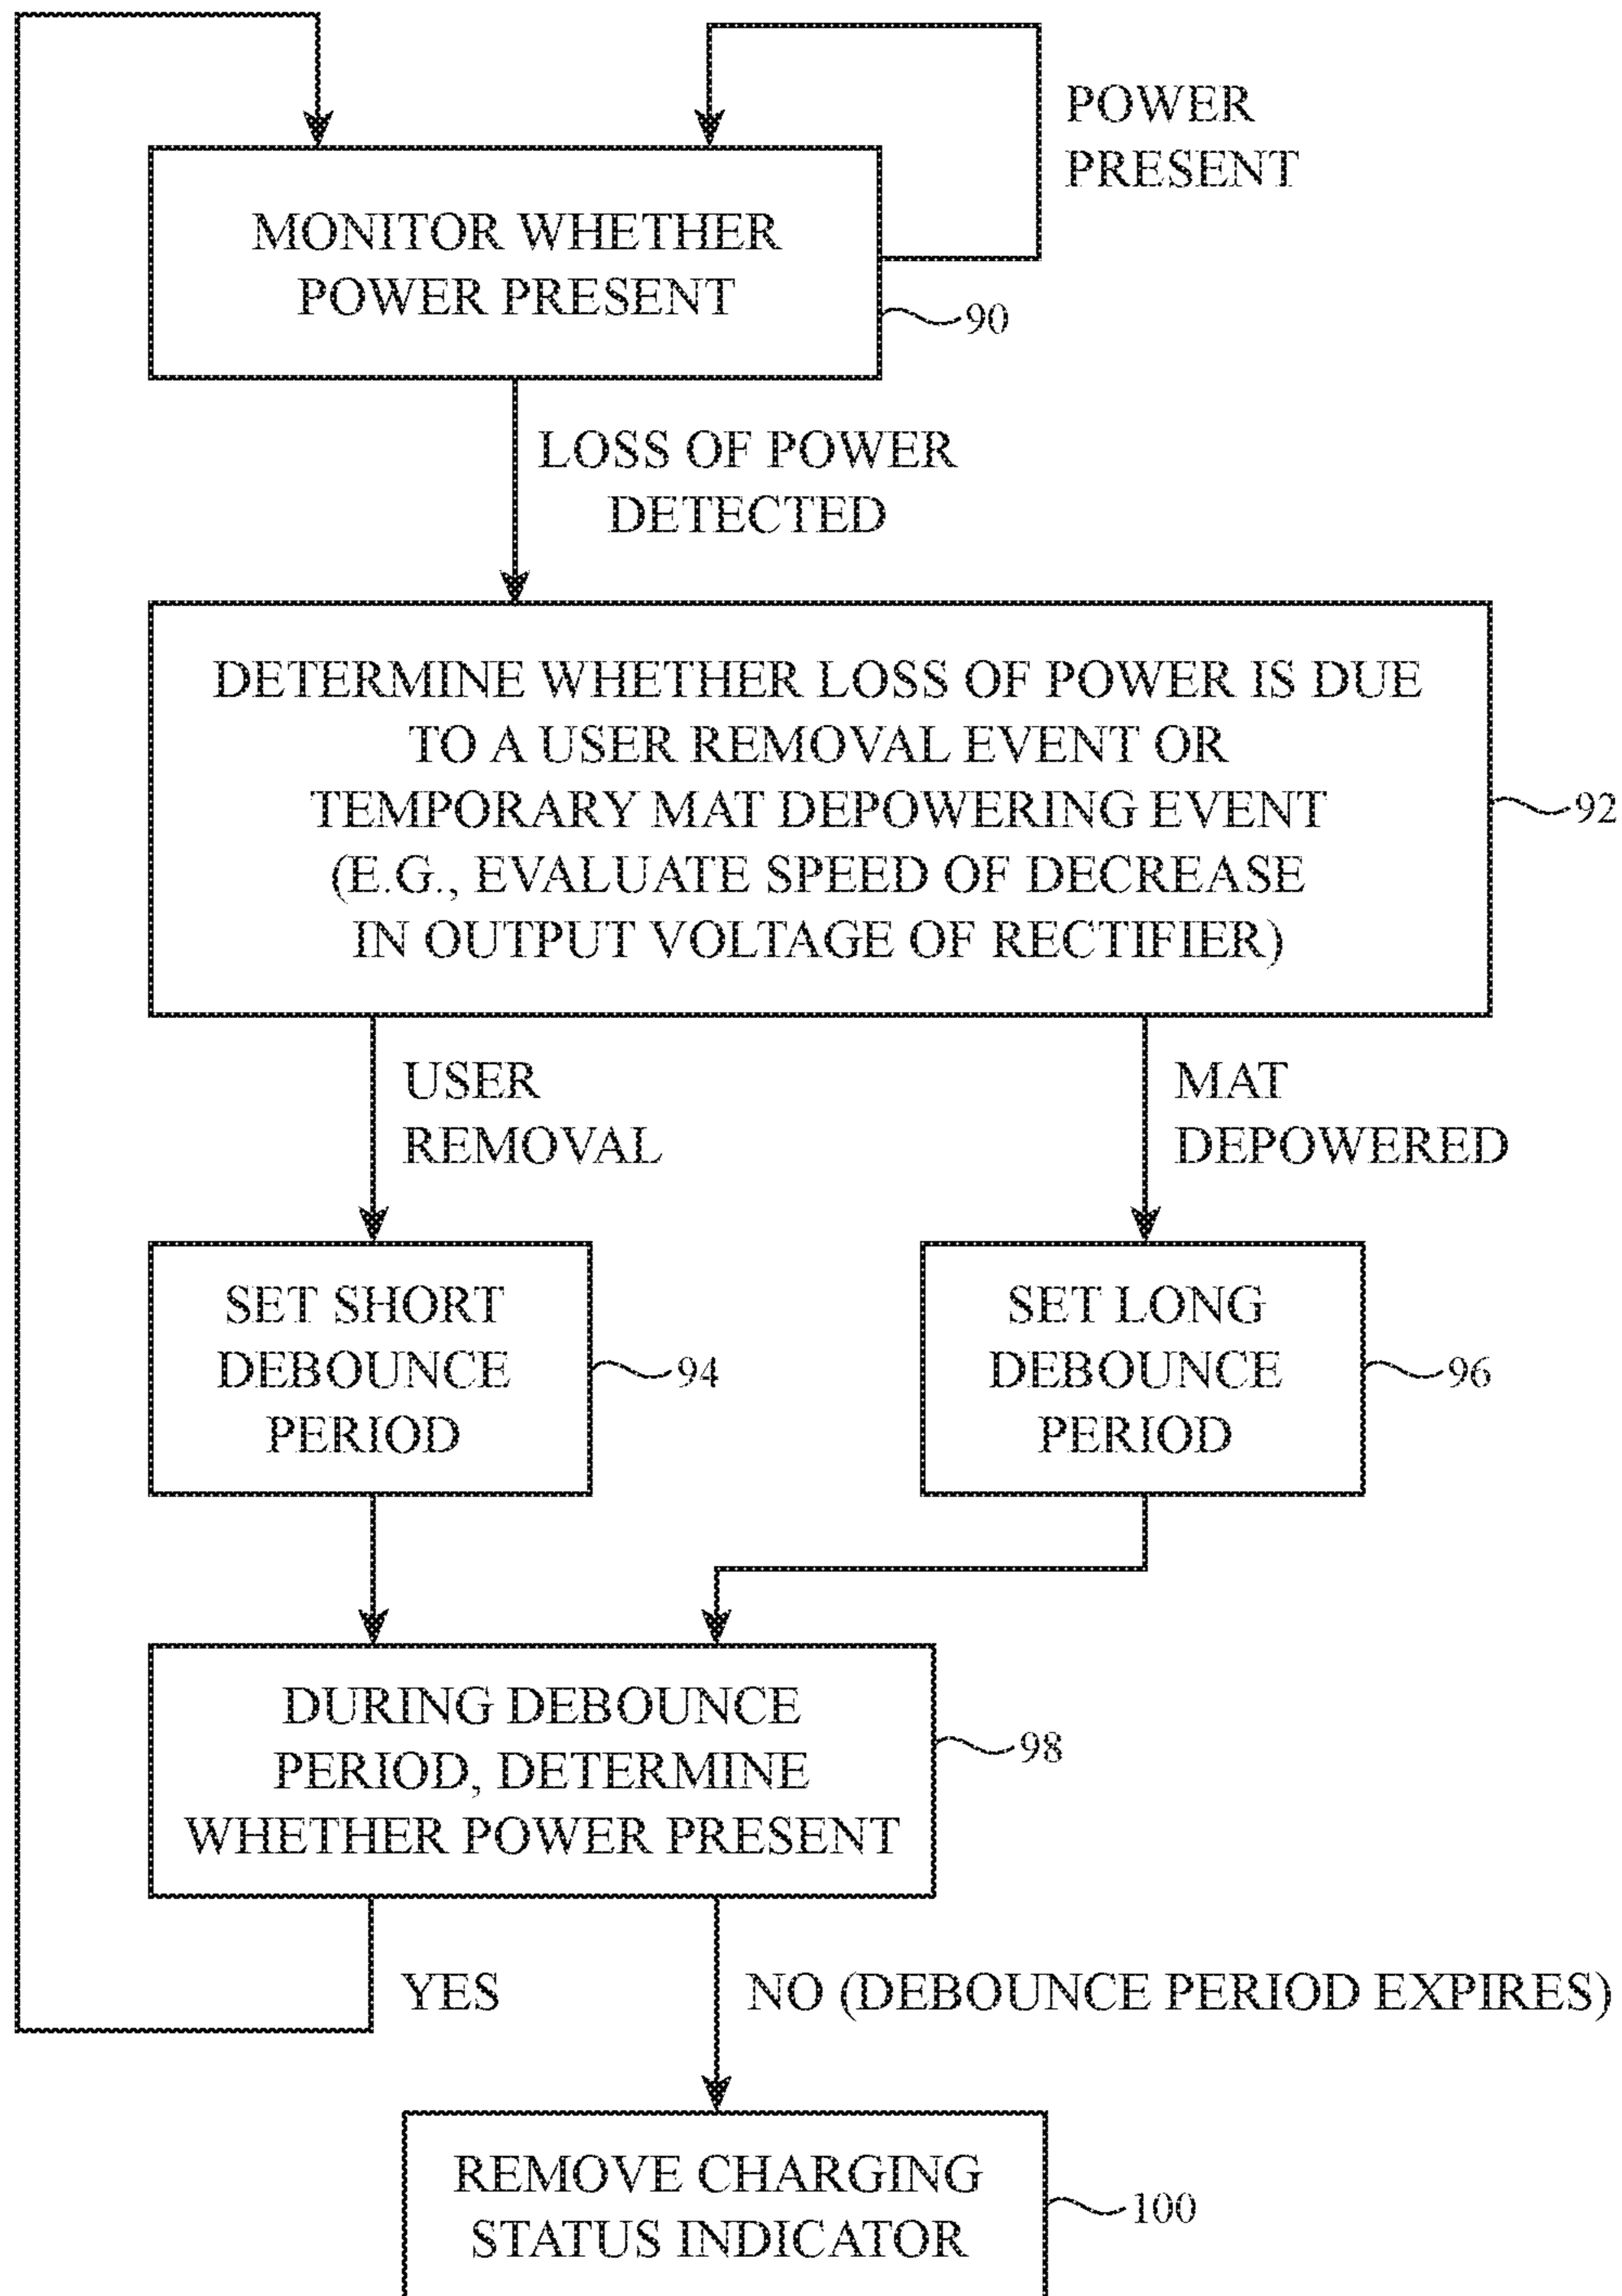 POWER
PRESENT
MONITOR WHETHER
POWER PRESENT
90
LOSS OF POWER
DETECTED
DETERMINE WHETHER LOSS OF POWER IS DUE
TO A USER REMOVAL EVENT OR
TEMPORARY MAT DEPOWERING EVENT
(E.G., EVALUATE SPEED OF DECREASE
IN OUTPUT VOLTAGE OF RECTIFIER)
92
USER
REMOVAL
MAT
DEPOWERED
SET SHORT
DEBOUNCE
PERIOD
94
SET LONG
DEBOUNCE
PERIOD
96
DURING DEBOUNCE
PERIOD, DETERMINE
WHETHER POWER PRESENT
98
YES
NO (DEBOUNCE PERIOD EXPIRES)
REMOVE CHARGING
STATUS INDICATOR
100